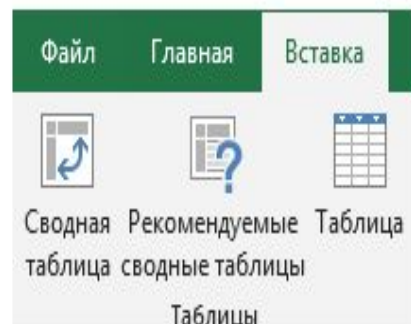 Файл Главная Вставка
Сводная Рекомендуемые Таблица
таблица сводные таблицы
Таблицы